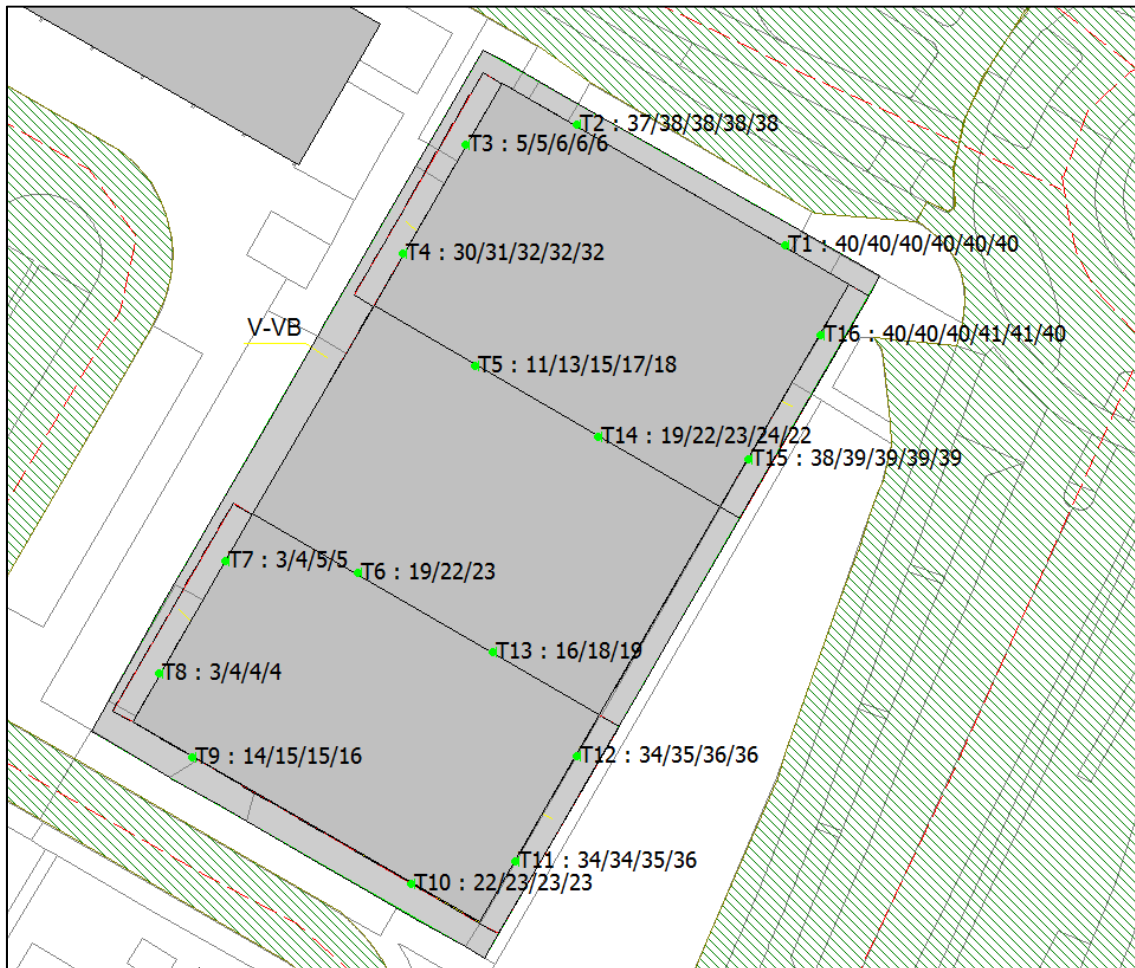 T2 : 37/38/38/38/38
T3 : 5/5/6/6/6
T1 : 40/40/40/40/40/40
T4 : 30/31/32/32/32
V-VB
T16 : 40/40/40/41/41/40
T5 : 11/13/15/17/18
T14 : 19/22/23/24/22
T15 : 38/39/39/39/39
T7 : 3/4/5/5
T6 : 19/22/23
T13 : 16/18/19
T8 : 3/4/4/4
T9 : 14/15/15/16
T12 : 34/35/36/36
T11 : 34/34/35/36
T10 : 22/23/23/23